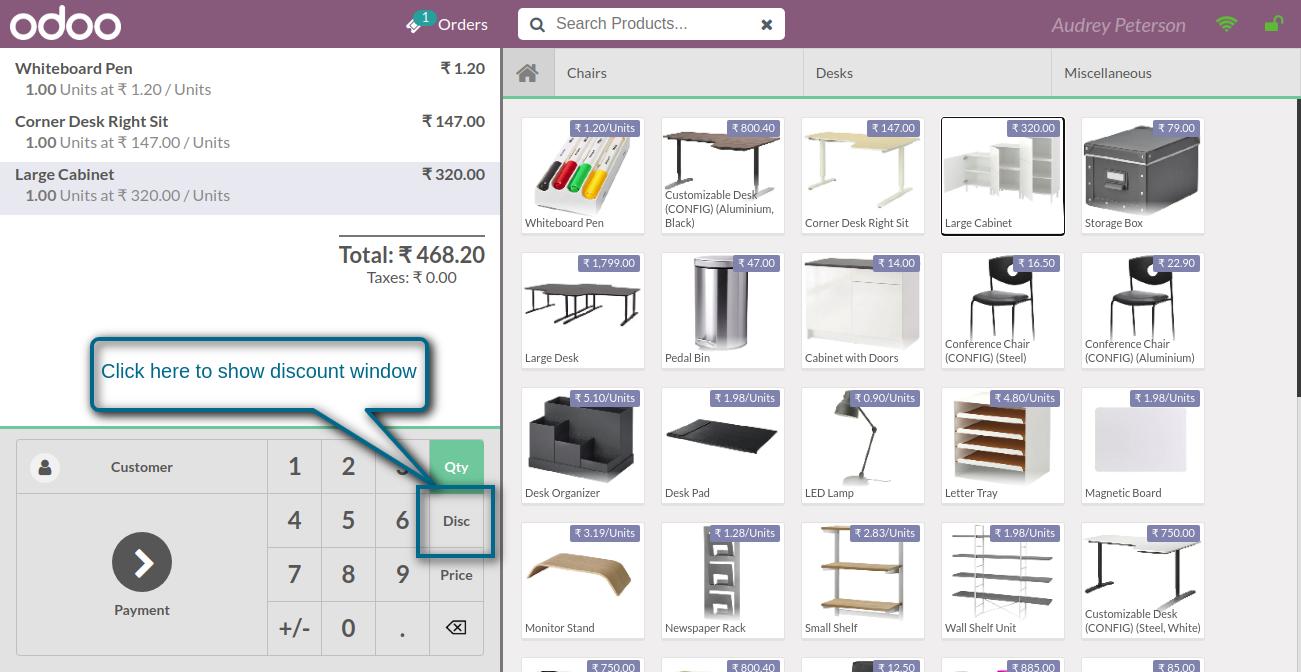 odoo
1
Orders
Search Products...
Audrey Peterson
Whiteboard Pen ₹ 1.20
1.00 Units at ₹ 1.20 / Units
Corner Desk Right Sit ₹ 147.00
1.00 Units at ₹ 147.00 / Units
Large Cabinet ₹ 320.00
1.00 Units at ₹ 320.00 / Units
Total: ₹ 468.20
Taxes: ₹ 0.00
Click here to show discount window
Customer
Payment
1 2 3 Qty
4 5 6 Disc
7 8 9 Price
+/- 0 .
Chairs Desks Miscellaneous
₹ 1.20/Units
Whiteboard Pen
₹ 800.40
Customizable Desk
(CONFIG) (Aluminium,
Black)
₹ 147.00
Corner Desk Right Sit
₹ 320.00
Large Cabinet
₹ 79.00
Storage Box
₹ 1,799.00
Large Desk
₹ 47.00
Pedal Bin
₹ 14.00
Cabinet with Doors
₹ 16.50
Conference Chair
(CONFIG) (Steel)
₹ 22.90
Conference Chair
(CONFIG) (Aluminium)
₹ 5.10/Units
Desk Organizer
₹ 1.98/Units
Desk Pad
₹ 0.90/Units
LED Lamp
₹ 4.80/Units
Letter Tray
₹ 1.98/Units
Magnetic Board
₹ 3.19/Units
Monitor Stand
₹ 1.28/Units
Newspaper Rack
₹ 2.83/Units
Small Shelf
₹ 1.98/Units
Wall Shelf Unit
₹ 750.00
Customizable Desk
(CONFIG) (Steel, White)
₹ 750.00
₹ 800.40
₹ 12.50
₹ 885.00
₹ 85.00